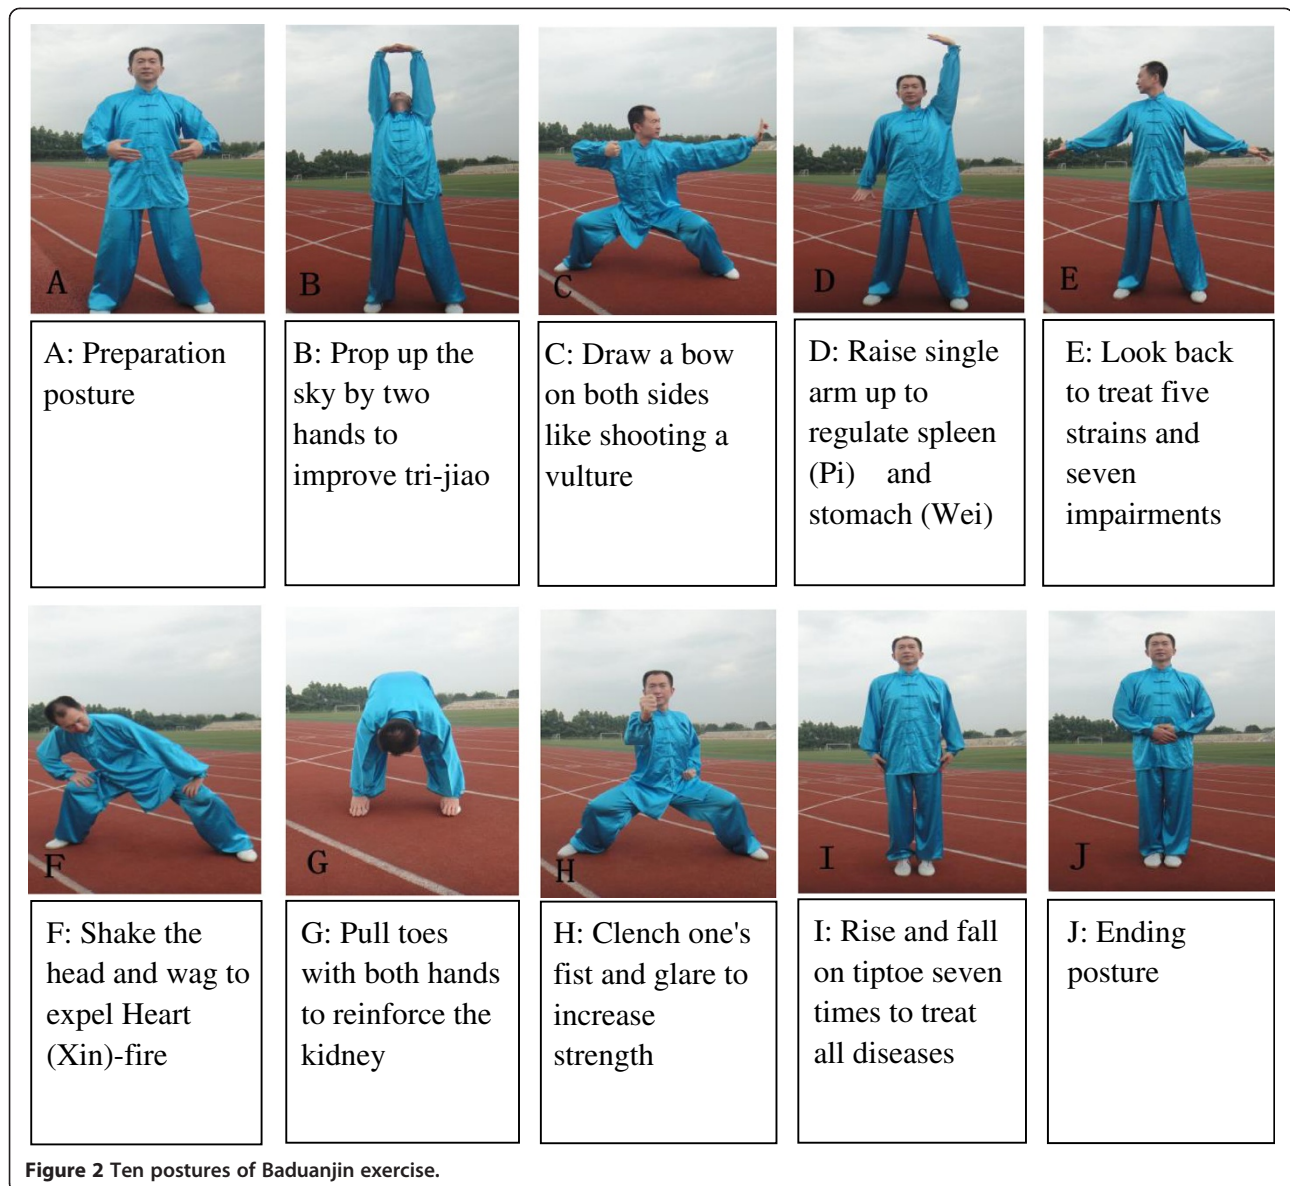 A
B
C
D
E
A: Preparation
posture
B: Prop up the
sky by two
hands to
improve tri-jiao
C: Draw a bow
on both sides
like shooting a
vulture
D: Raise single
arm up to
regulate spleen
(Pi) and
stomach (Wei)
E: Look back
to treat five
strains and
seven
impairments
F
G
H
I
J
F: Shake the
head and wag to
expel Heart
(Xin)-fire
G: Pull toes
with both hands
to reinforce the
kidney
H: Clench one's
fist and glare to
increase
strength
I: Rise and fall
on tiptoe seven
times to treat
all diseases
J: Ending
posture
Figure 2 Ten postures of Baduanjin exercise.